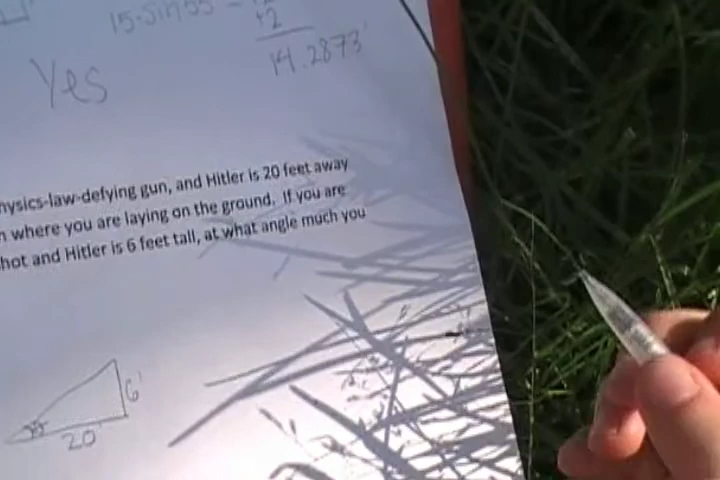 15·sin55 =
+2
14.2873'
Yes
hysics-law-defying gun, and Hitler is 20 feet away
n where you are laying on the ground. If you are
hot and Hitler is 6 feet tall, at what angle much you
6'
20'